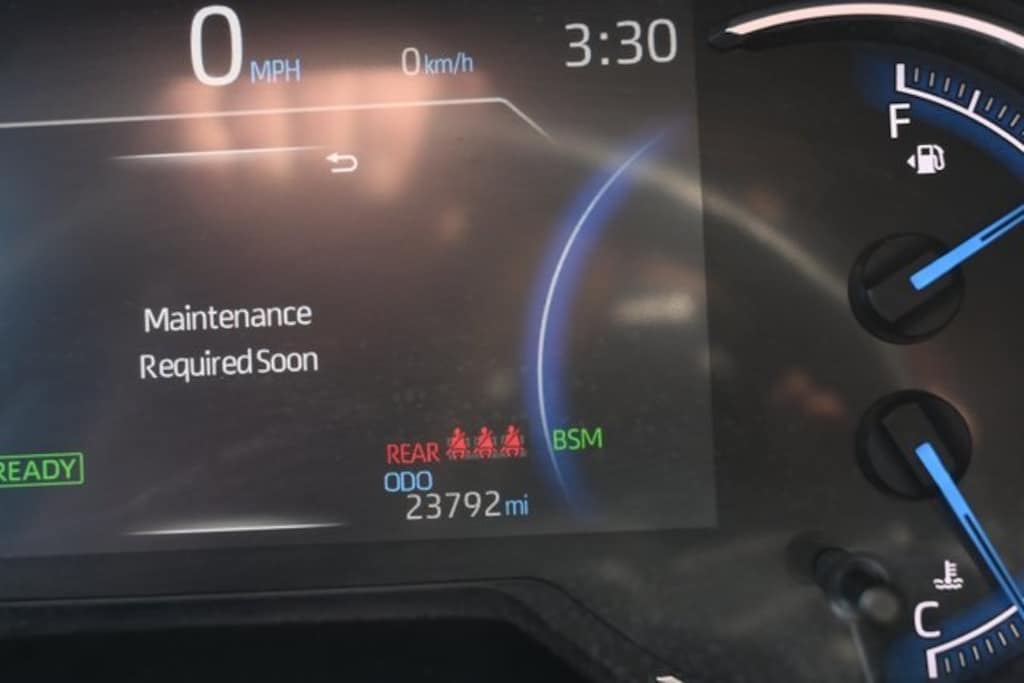 0 MPH 0 km/h 3:30
F
Maintenance
Required Soon
READY
REAR BSM
ODO
23792 mi
C